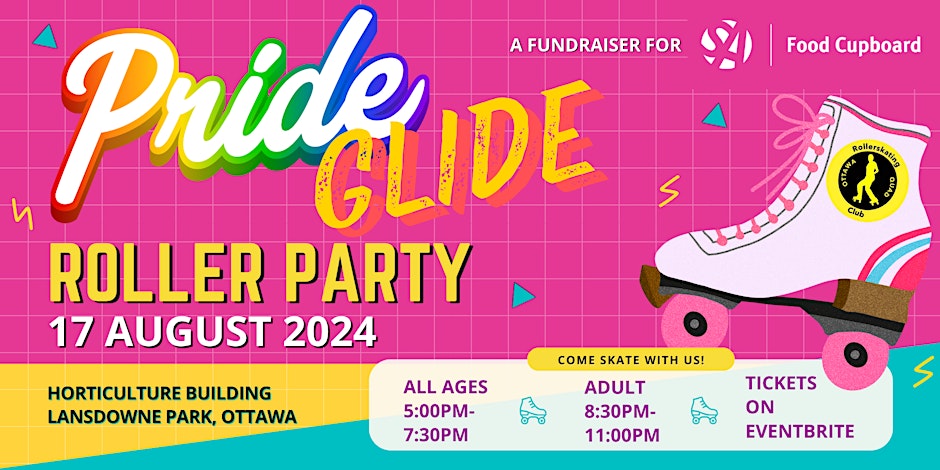 Pride
GLIDE
A FUNDRAISER FOR
Food Cupboard
ROLLER PARTY
17 AUGUST 2024
HORTICULTURE BUILDING
LANSDOWNE PARK, OTTAWA
COME SKATE WITH US!
ALL AGES
5:00PM-
7:30PM
ADULT
8:30PM-
11:00PM
TICKETS
ON
EVENTBRITE
OTTAWA
Rollerskating
QUAD
Club